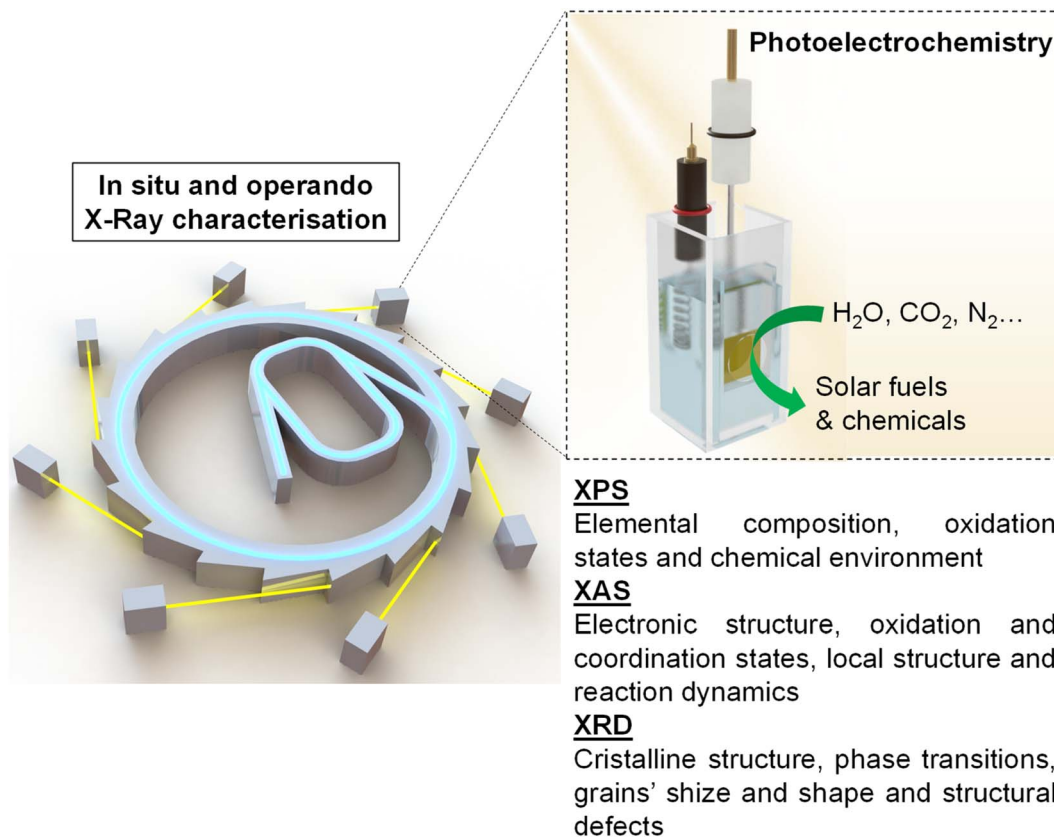 Photoelectrochemistry
In situ and operando
X-Ray characterisation
H₂O, CO₂, N₂...
Solar fuels
& chemicals
XPS
Elemental composition, oxidation
states and chemical environment
XAS
Electronic structure, oxidation and
coordination states, local structure and
reaction dynamics
XRD
Cristalline structure, phase transitions,
grains' shize and shape and structural
defects